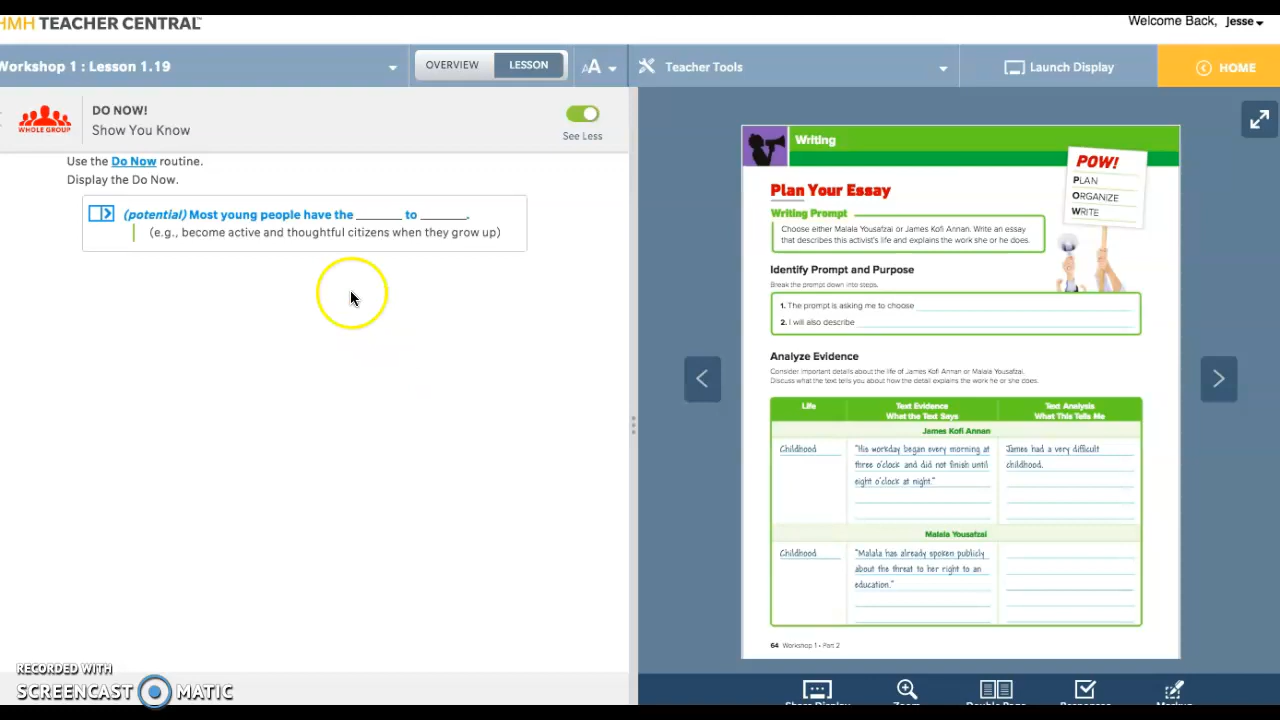 HMH TEACHER CENTRAL
Welcome Back, Jesse
Workshop 1 : Lesson 1.19
OVERVIEW
LESSON
AA
Teacher Tools
Launch Display
HOME
WHOLE GROUP
DO NOW!
Show You Know
See Less
Use the Do Now routine.
Display the Do Now.
(potential) Most young people have the _______ to _______.
(e.g., become active and thoughtful citizens when they grow up)
Writing
POW!
PLAN
ORGANIZE
WRITE
Plan Your Essay
Writing Prompt
Choose either Malala Yousafzai or James Kofi Annan. Write an essay
that describes this activist's life and explains the work she or he does.
Identify Prompt and Purpose
Break the prompt down into steps.
1. The prompt is asking me to choose
2. I will also describe
Analyze Evidence
Consider important details about the life of James Kofi Annan or Malala Yousafzai.
Discuss what the text tells you about how the detail explains the work he or she does.
Life
Text Evidence
What the Text Says
Text Analysis
What This Tells Me
James Kofi Annan
Childhood
"His workday began every morning at
three o'clock and did not finish until
eight o'clock at night."
James had a very difficult
childhood.
Malala Yousafzai
Childhood
"Malala has already spoken publicly
about the threat to her right to an
education."
64 Workshop 1 • Part 2
RECORDED WITH
SCREENCAST MATIC
Share Display
Zoom
Double Page
Responses
Markup